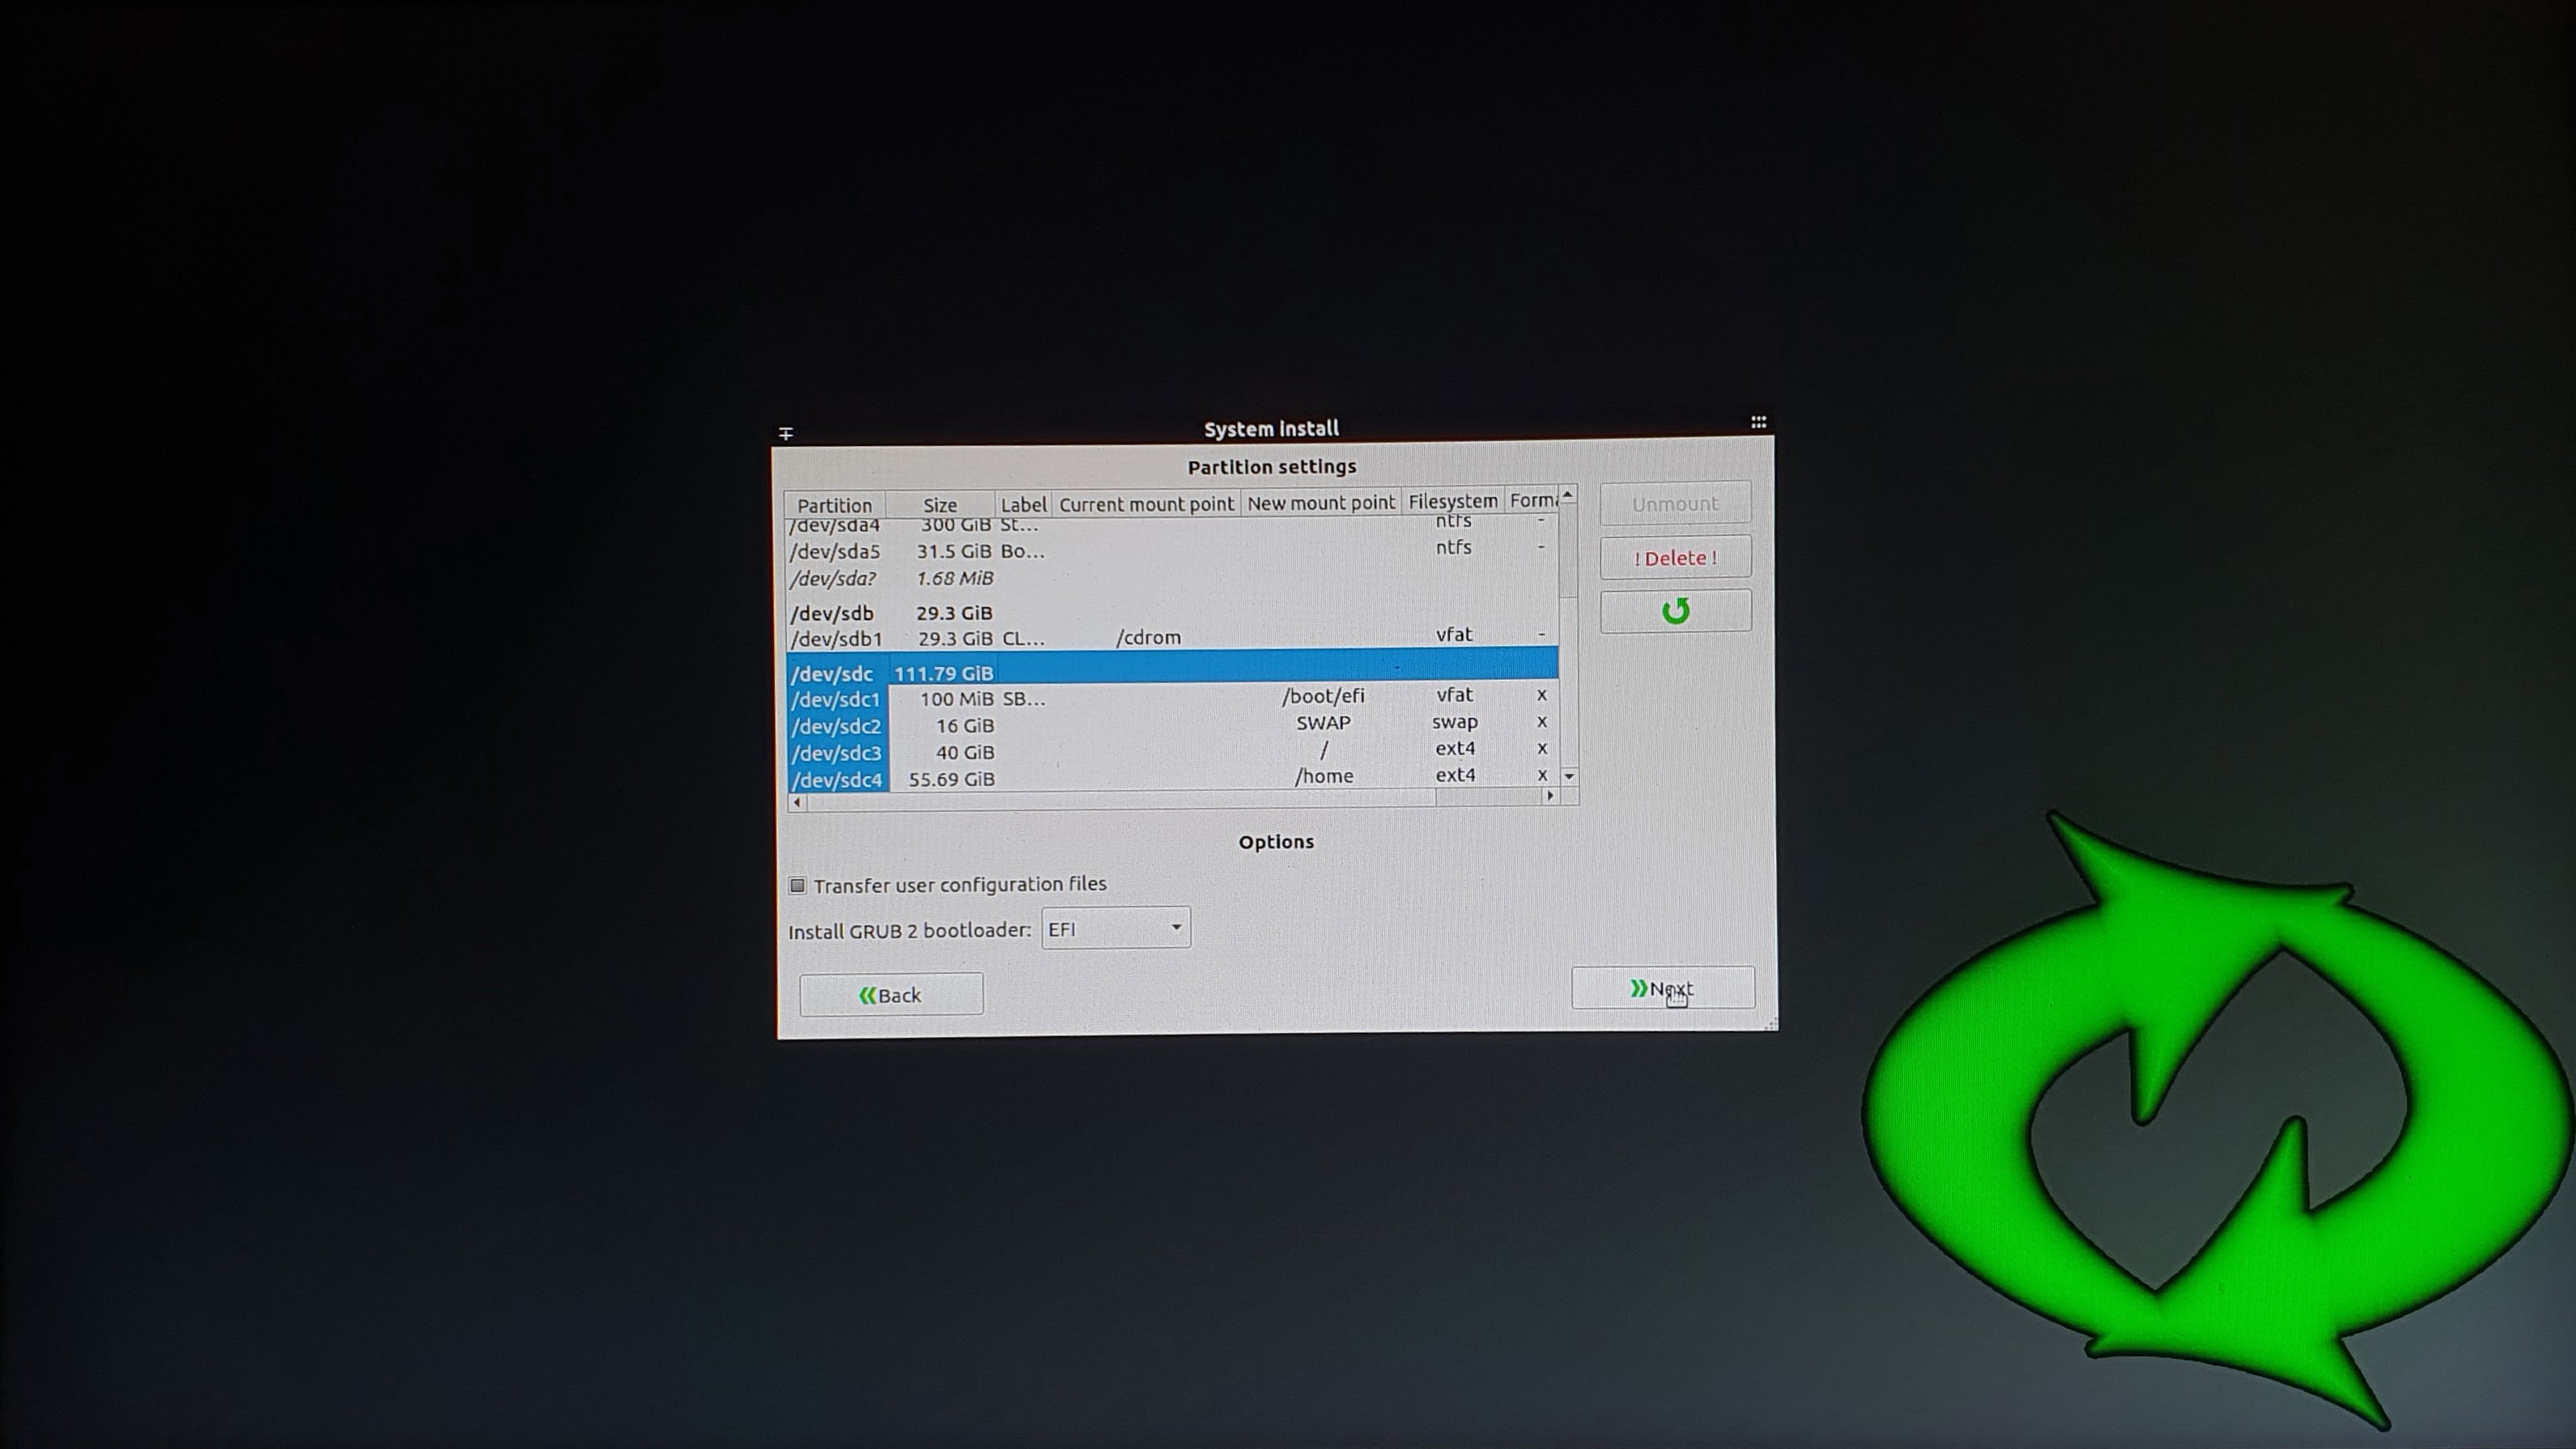 System install
Partition settings
Partition Size Label Current mount point New mount point Filesystem Forma
/dev/sda4 300 GiB St... ntfs -
/dev/sda5 31.5 GiB Bo... ntfs -
/dev/sda? 1.68 MiB
/dev/sdb 29.3 GiB
/dev/sdb1 29.3 GiB CL... /cdrom vfat -
/dev/sdc 111.79 GiB -
/dev/sdc1 100 MiB SB... /boot/efi vfat x
/dev/sdc2 16 GiB SWAP swap x
/dev/sdc3 40 GiB / ext4 x
/dev/sdc4 55.69 GiB /home ext4 x
Unmount
! Delete !
Options
Transfer user configuration files
Install GRUB 2 bootloader: EFI
Back
Next